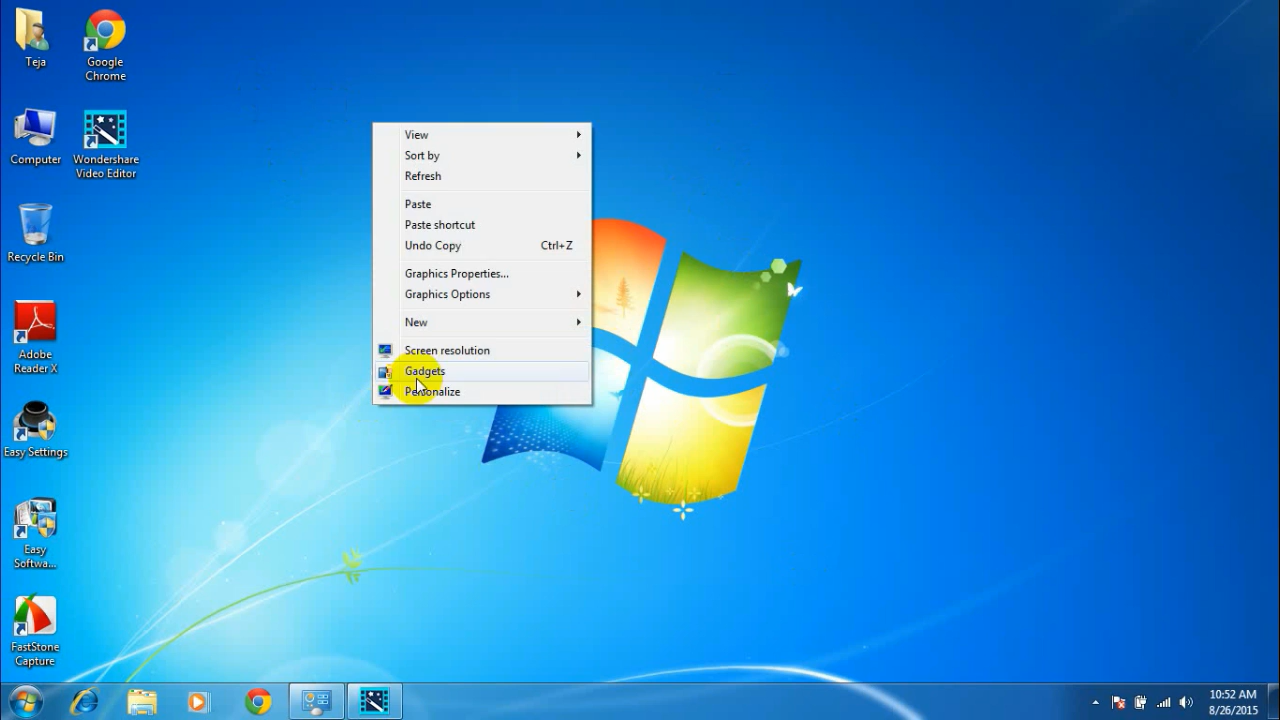 Teja
Google
Chrome
Computer
Wondershare
Video Editor
Recycle Bin
Adobe
Reader X
Easy Settings
Easy
Softwa...
FastStone
Capture
View
Sort by
Refresh
Paste
Paste shortcut
Undo Copy Ctrl+Z
Graphics Properties...
Graphics Options
New
Screen resolution
Gadgets
Personalize
10:52 AM
8/26/2015